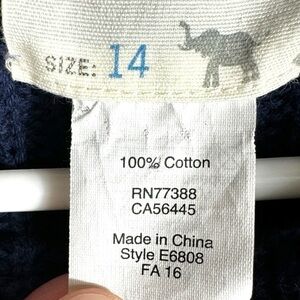 SIZE: 14
100% Cotton
RN77388
CA56445
Made in China
Style E6808
FA 16